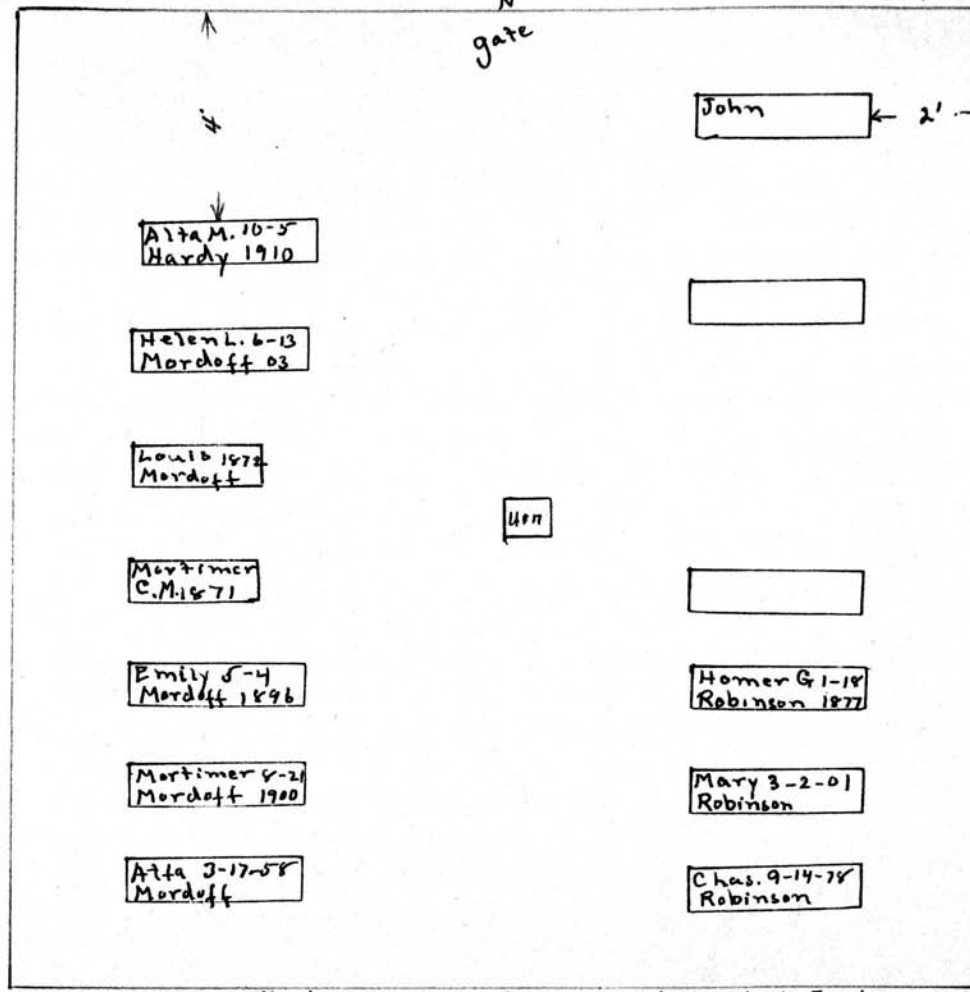 N
gate
4'
John
← 2'
Alta M. 10-5
Hardy 1910
Helen L. 6-13
Mordoff 03
Louis 1872
Mordoff
Urn
Mortimer
C.M. 1871
Emily 5-4
Mordoff 1896
Homer G 1-18
Robinson 1877
Mortimer 8-21
Mordoff 1900
Mary 3-2-01
Robinson
Alta 3-17-58
Mordoff
Chas. 9-14-78
Robinson